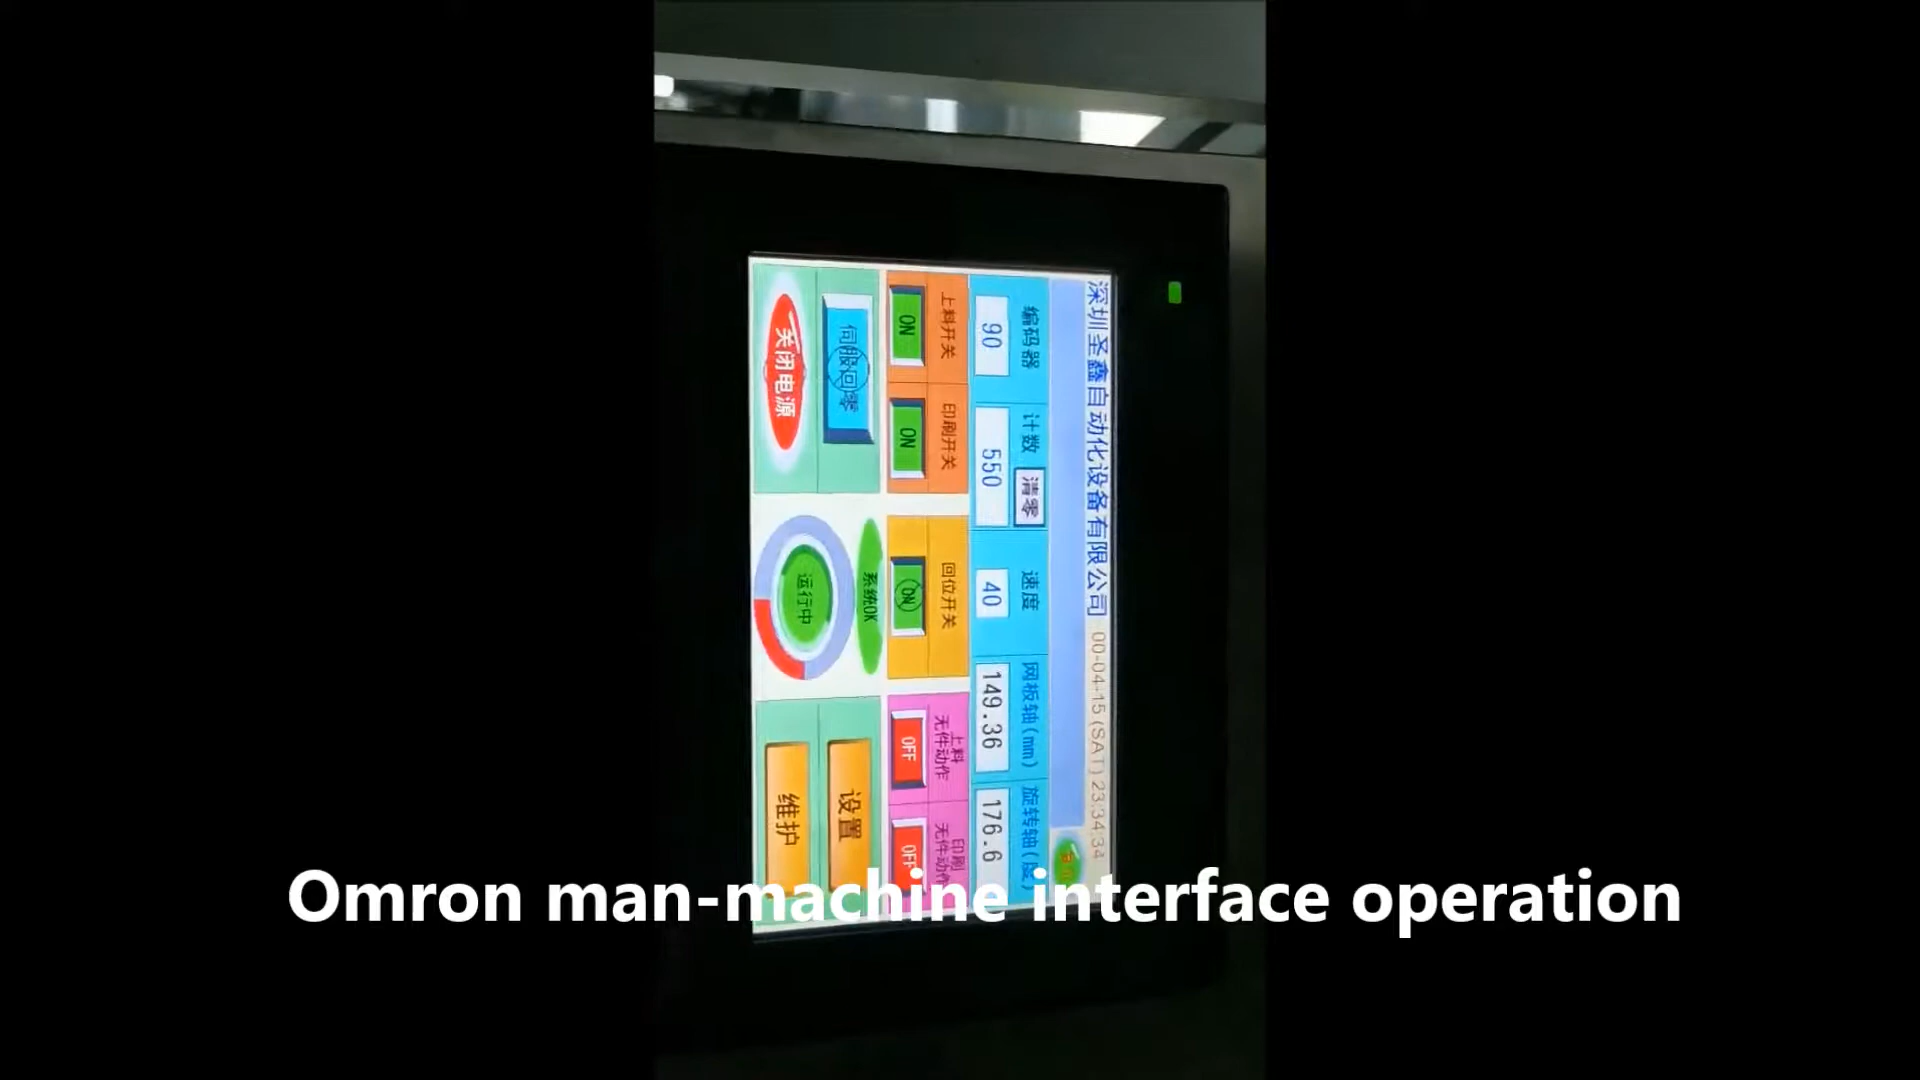 深圳圣鑫自动化设备有限公司 00-04-15(SAT) 23:34:34
编码器 计数 清零 速度 网板轴(mm) 旋转轴(度)
90 550 40 149.36 176.6
上料开关 印刷开关 回位开关 上料无件动作 印刷无件动作
ON ON ON OFF OFF
伺服回零 系统OK 设置
关闭电源 运行中 维护
Omron man-machine interface operation